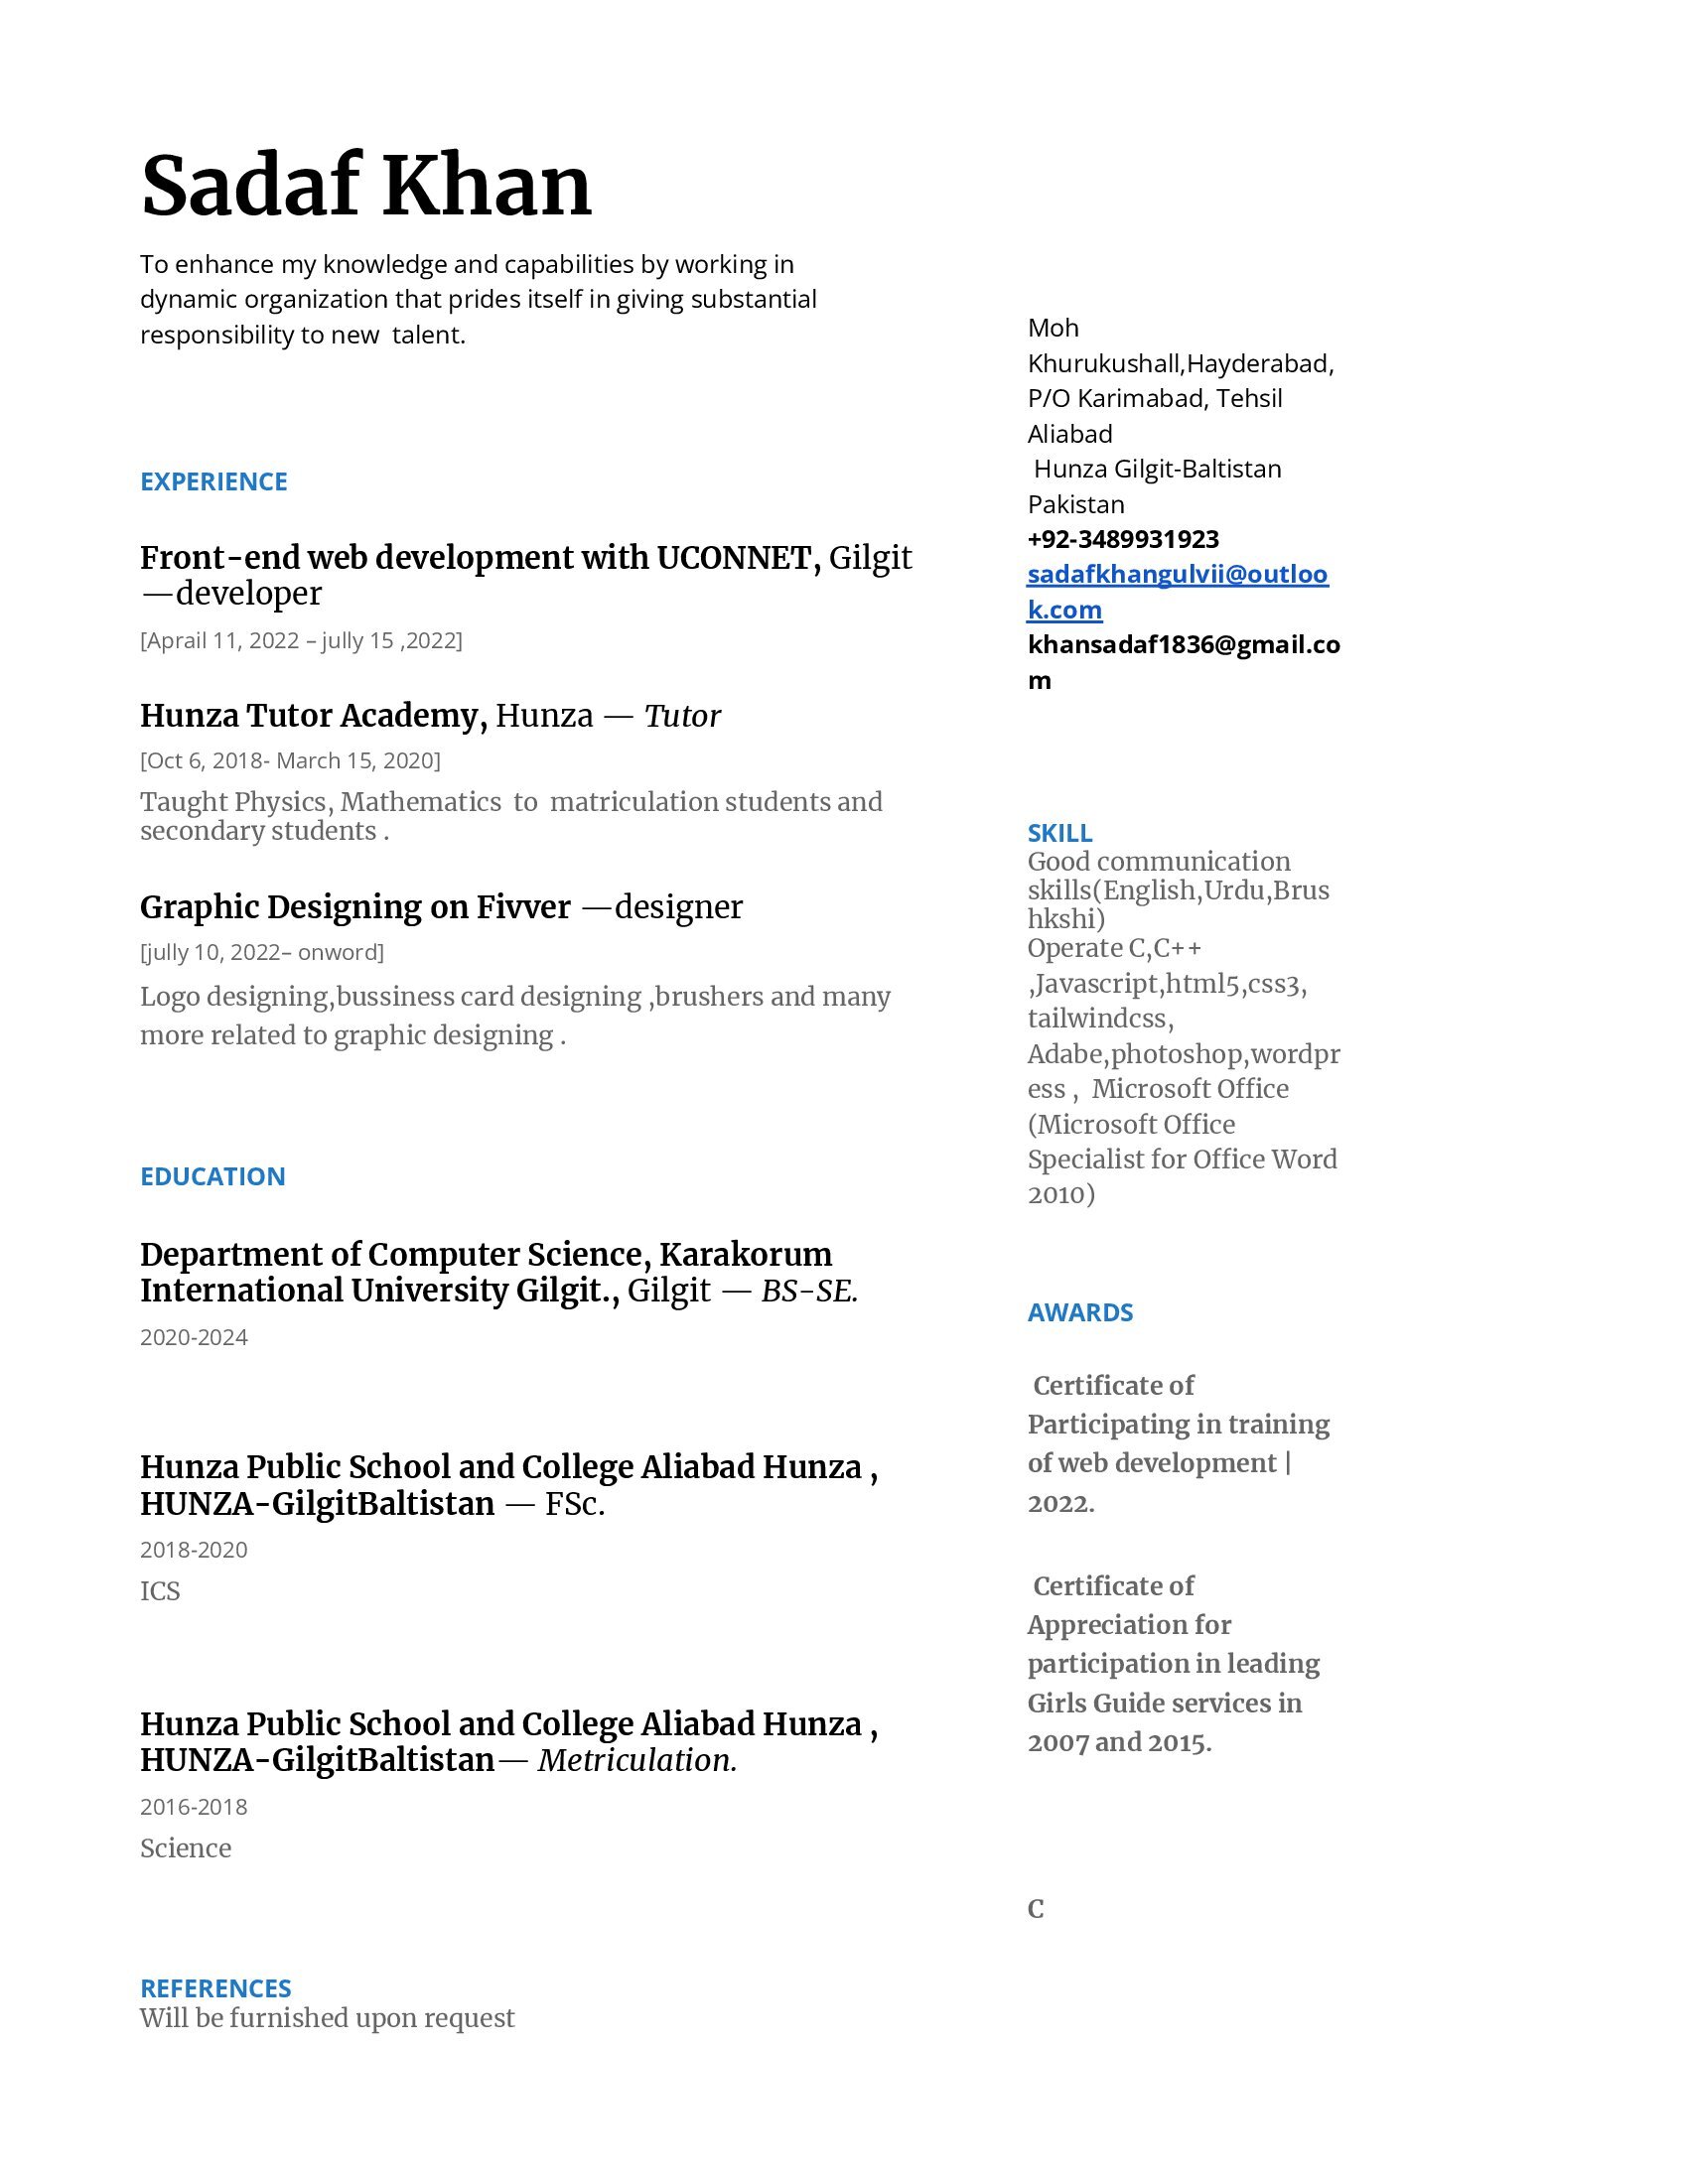 Sadaf Khan
To enhance my knowledge and capabilities by working in
dynamic organization that prides itself in giving substantial
responsibility to new  talent.
EXPERIENCE
Front-end web development with UCONNET, Gilgit
—developer
[Aprail 11, 2022 – jully 15 ,2022]
Hunza Tutor Academy, Hunza — Tutor
[Oct 6, 2018- March 15, 2020]
Taught Physics, Mathematics  to  matriculation students and
secondary students .
Graphic Designing on Fivver —designer
[jully 10, 2022– onword]
Logo designing,bussiness card designing ,brushers and many
more related to graphic designing .
EDUCATION
Department of Computer Science, Karakorum
International University Gilgit., Gilgit — BS-SE.
2020-2024
Hunza Public School and College Aliabad Hunza ,
HUNZA-GilgitBaltistan — FSc.
2018-2020
ICS
Hunza Public School and College Aliabad Hunza ,
HUNZA-GilgitBaltistan— Metriculation.
2016-2018
Science
REFERENCES
Will be furnished upon request
Moh
Khurukushall,Hayderabad,
P/O Karimabad, Tehsil
Aliabad
Hunza Gilgit-Baltistan
Pakistan
+92-3489931923
sadafkhangulvii@outloo
k.com
khansadaf1836@gmail.co
m
SKILL
Good communication
skills(English,Urdu,Brus
hkshi)
Operate C,C++
,Javascript,html5,css3,
tailwindcss,
Adabe,photoshop,wordpr
ess ,  Microsoft Office
(Microsoft Office
Specialist for Office Word
2010)
AWARDS
Certificate of
Participating in training
of web development |
2022.
Certificate of
Appreciation for
participation in leading
Girls Guide services in
2007 and 2015.
C